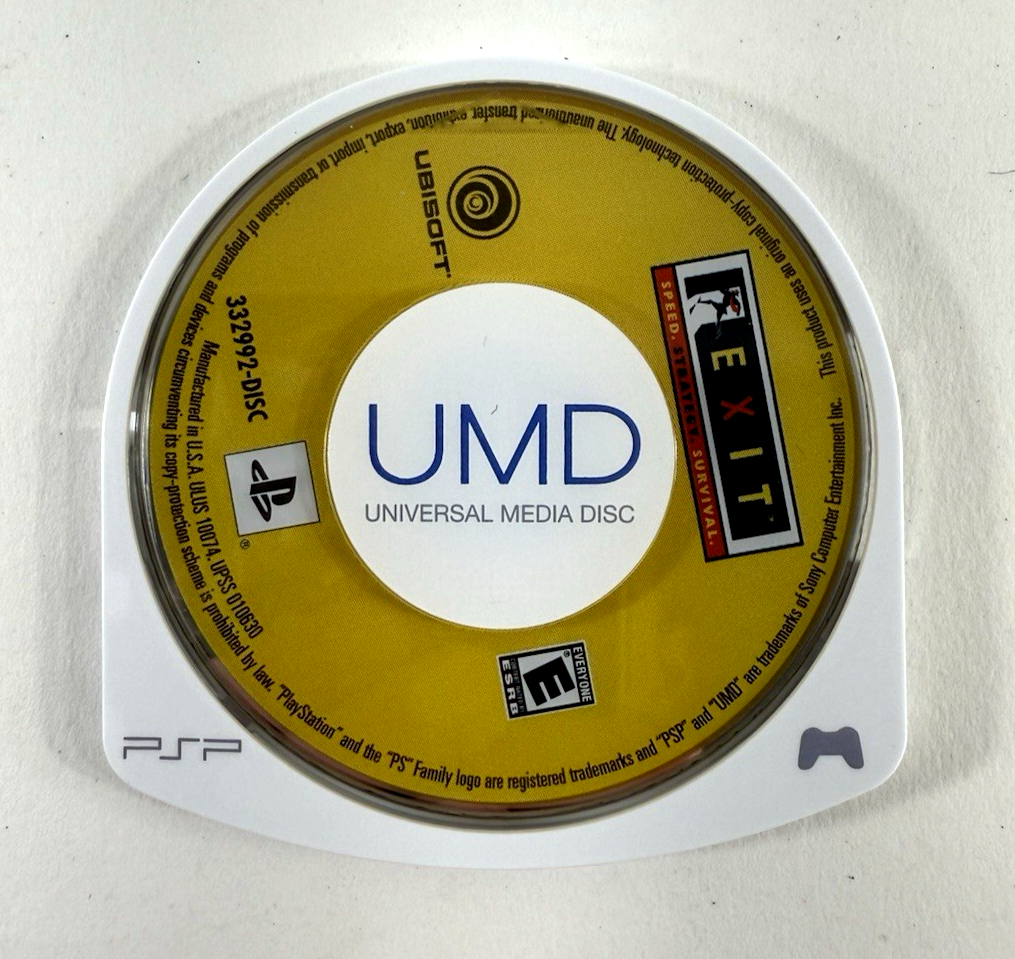 UBISOFT
EXIT
SPEED. STRATEGY. SURVIVAL.
332992-DISC
Manufactured in U.S.A. ULUS 10074. UPSS 010630
UMD
UNIVERSAL MEDIA DISC
EVERYONE
E
CONTENT RATED BY
ESRB
This product uses an original copy-protection technology. The unauthorized transfer, exhibition, export, import or transmission of programs and devices circumventing its copy-protection scheme is prohibited by law. "PlayStation" and the "PS" Family logo are registered trademarks and "PSP" and "UMD" are trademarks of Sony Computer Entertainment Inc.
PSP